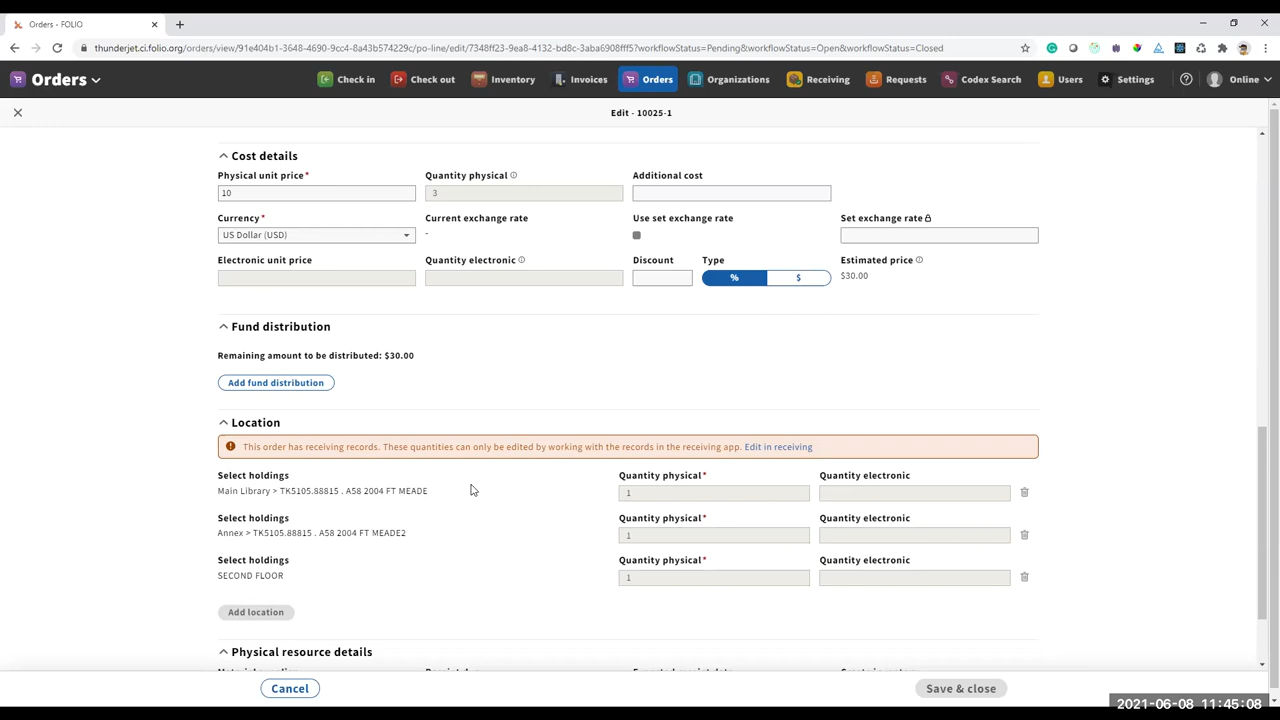 Orders - FOLIO
thunderjet.ci.folio.org/orders/view/91e404b1-3648-4690-9cc4-8a43b574229c/po-line/edit/7348ff23-9ea8-4132-bd8c-3aba6908fff5?workflowStatus=Pending&workflowStatus=Open&workflowStatus=Closed
Orders Check in Check out Inventory Invoices Orders Organizations Receiving Requests Codex Search Users Settings Online
Edit - 10025-1
Cost details
Physical unit price* Quantity physical Additional cost
10 3
Currency* Current exchange rate Use set exchange rate Set exchange rate
US Dollar (USD) -
Electronic unit price Quantity electronic Discount Type Estimated price
% $ $30.00
Fund distribution
Remaining amount to be distributed: $30.00
Add fund distribution
Location
This order has receiving records. These quantities can only be edited by working with the records in the receiving app. Edit in receiving
Select holdings Quantity physical* Quantity electronic
Main Library > TK5105.88815 . A58 2004 FT MEADE 1
Select holdings Quantity physical* Quantity electronic
Annex > TK5105.88815 . A58 2004 FT MEADE2 1
Select holdings Quantity physical* Quantity electronic
SECOND FLOOR 1
Add location
Physical resource details
Cancel Save & close
2021-06-08 11:45:08